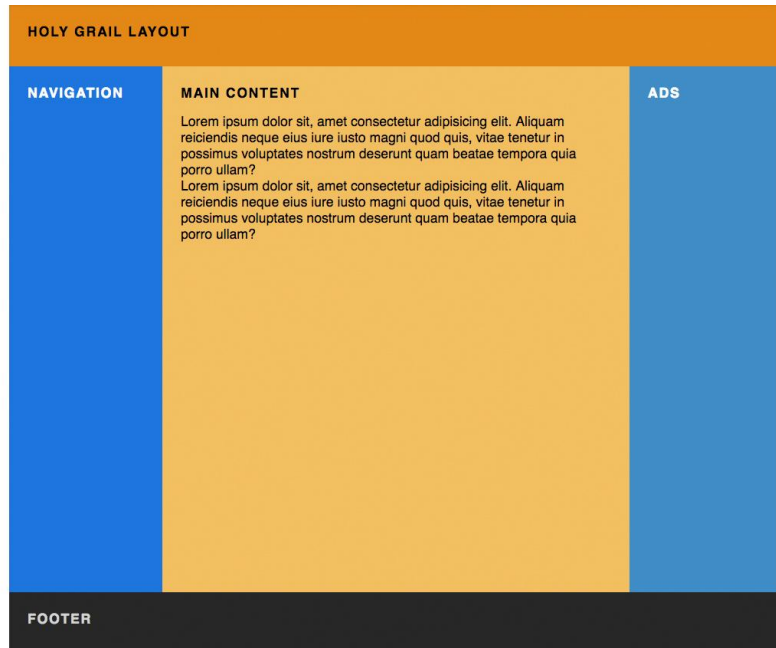 HOLY GRAIL LAYOUT
NAVIGATION
MAIN CONTENT
Lorem ipsum dolor sit, amet consectetur adipisicing elit. Aliquam
reiciendis neque eius iure iusto magni quod quis, vitae tenetur in
possimus voluptates nostrum deserunt quam beatae tempora quia
porro ullam?
Lorem ipsum dolor sit, amet consectetur adipisicing elit. Aliquam
reiciendis neque eius iure iusto magni quod quis, vitae tenetur in
possimus voluptates nostrum deserunt quam beatae tempora quia
porro ullam?
ADS
FOOTER